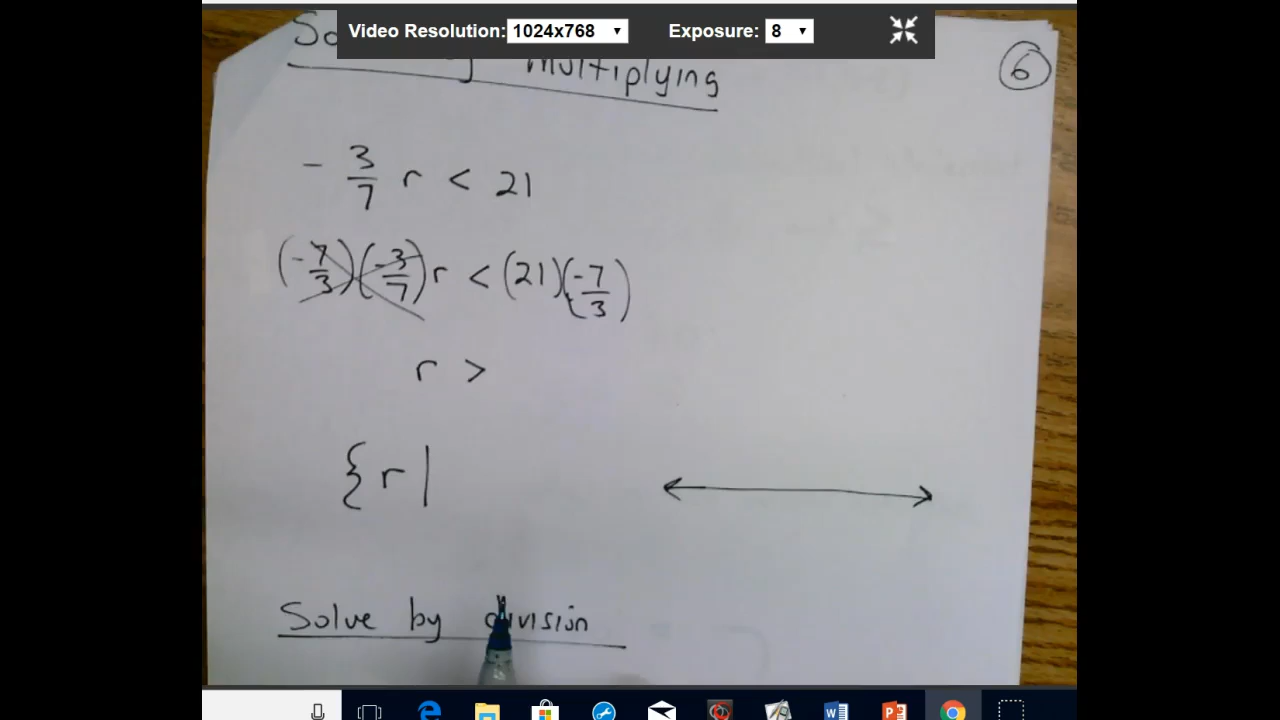 Video Resolution: 1024x768 Exposure: 8
multiplying
6
- 3/7 r < 21
(-7/3)(-3/7)r < (21)(-7/3)
r >
{r|
Solve by division